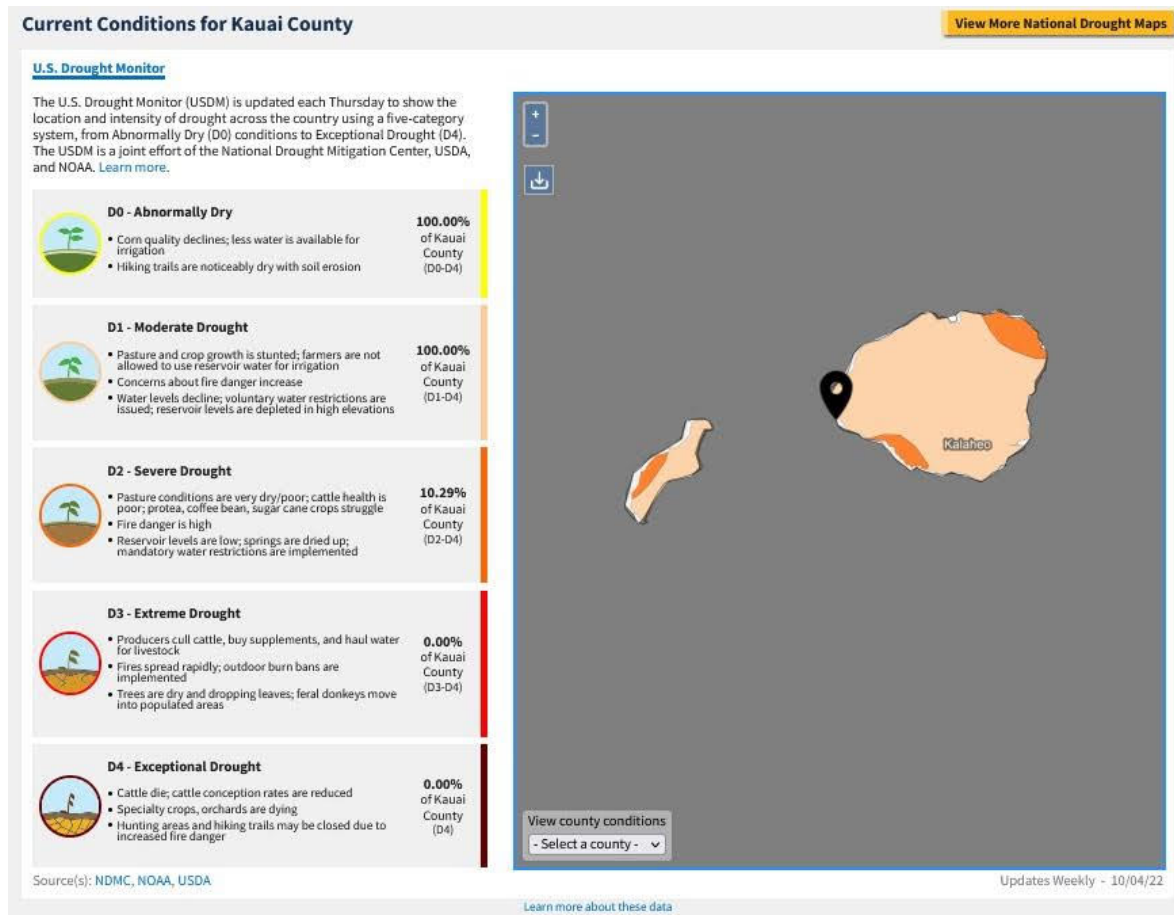 Current Conditions for Kauai County
View More National Drought Maps
U.S. Drought Monitor
The U.S. Drought Monitor (USDM) is updated each Thursday to show the
location and intensity of drought across the country using a five-category
system, from Abnormally Dry (D0) conditions to Exceptional Drought (D4).
The USDM is a joint effort of the National Drought Mitigation Center, USDA,
and NOAA. Learn more.
D0 - Abnormally Dry
• Corn quality declines; less water is available for
irrigation
• Hiking trails are noticeably dry with soil erosion
100.00%
of Kauai
County
(D0-D4)
D1 - Moderate Drought
• Pasture and crop growth is stunted; farmers are not
allowed to use reservoir water for irrigation
• Concerns about fire danger increase
• Water levels decline; voluntary water restrictions are
issued; reservoir levels are depleted in high elevations
100.00%
of Kauai
County
(D1-D4)
D2 - Severe Drought
• Pasture conditions are very dry/poor; cattle health is
poor; protea, coffee bean, sugar cane crops struggle
• Fire danger is high
• Reservoir levels are low; springs are dried up;
mandatory water restrictions are implemented
10.29%
of Kauai
County
(D2-D4)
D3 - Extreme Drought
• Producers cull cattle, buy supplements, and haul water
for livestock
• Fires spread rapidly; outdoor burn bans are
implemented
• Trees are dry and dropping leaves; feral donkeys move
into populated areas
0.00%
of Kauai
County
(D3-D4)
D4 - Exceptional Drought
• Cattle die; cattle conception rates are reduced
• Specialty crops, orchards are dying
• Hunting areas and hiking trails may be closed due to
increased fire danger
0.00%
of Kauai
County
(D4)
+
−
Kalaheo
View county conditions
- Select a county -
Source(s): NDMC, NOAA, USDA
Updates Weekly - 10/04/22
Learn more about these data